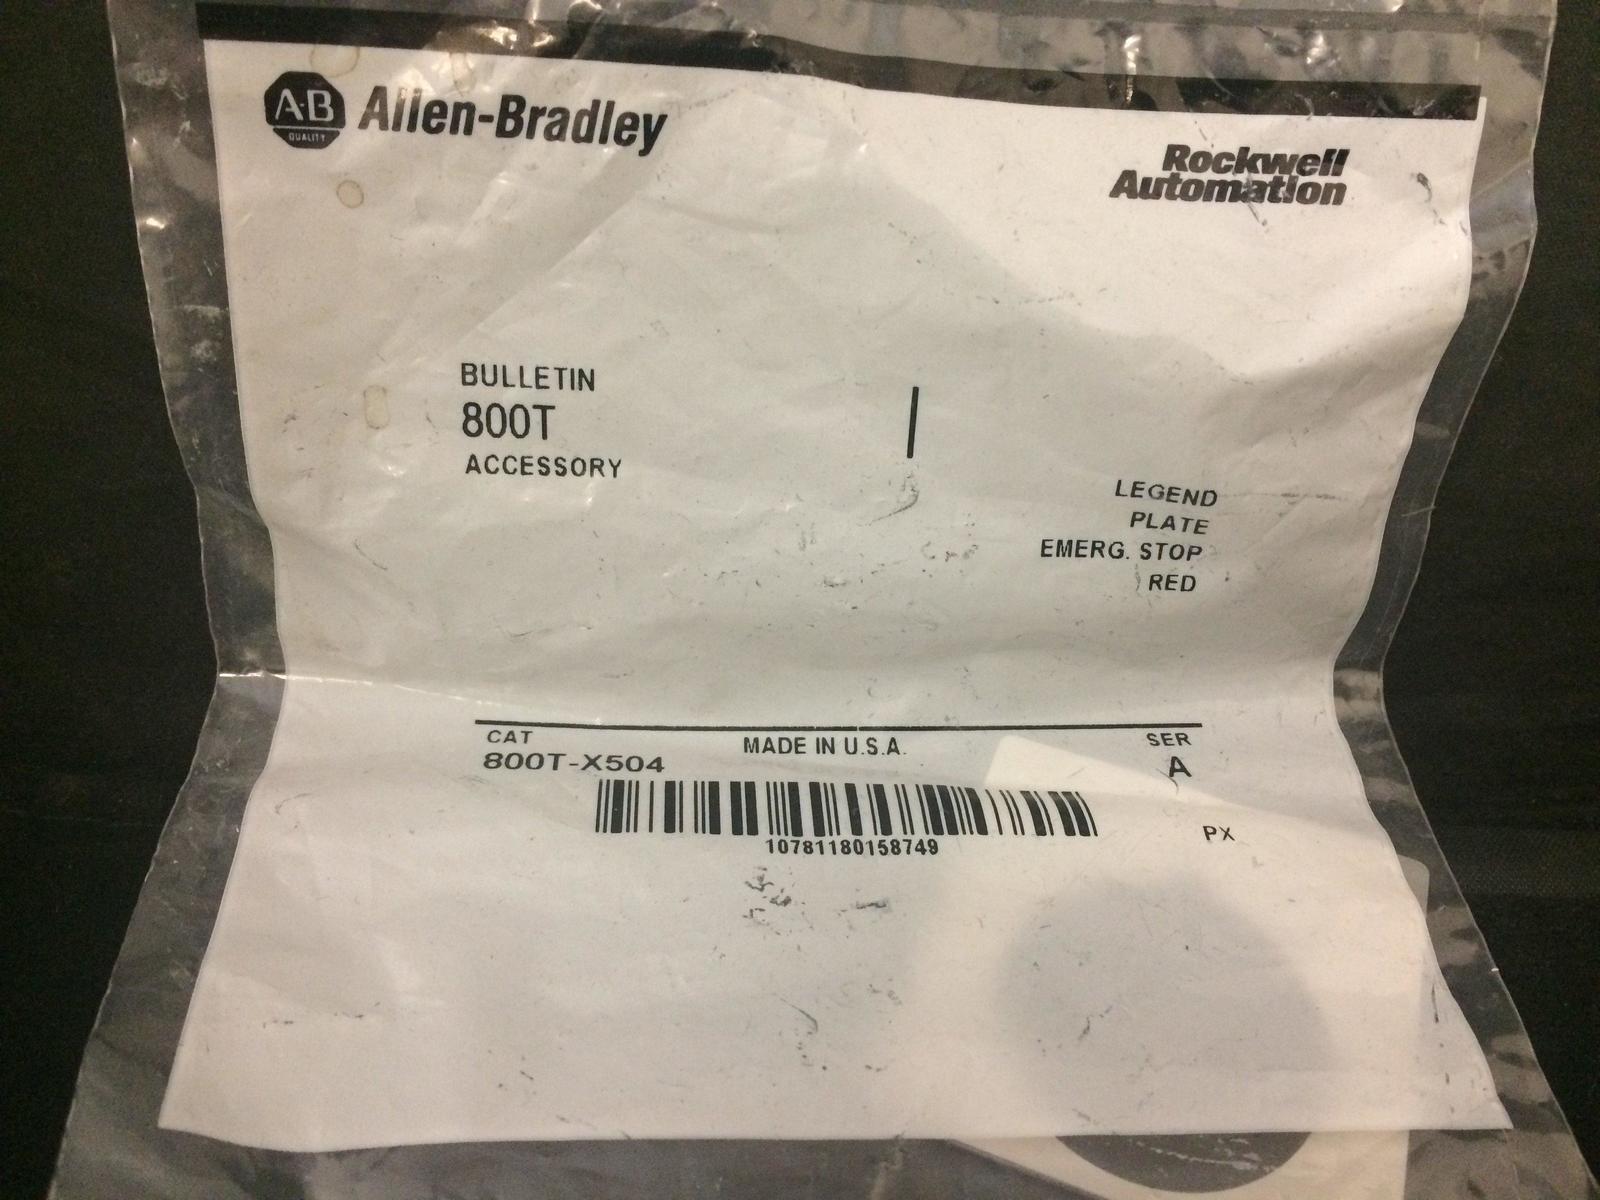 A·B
QUALITY
Allen-Bradley
Rockwell
Automation
BULLETIN
800T
ACCESSORY
LEGEND
PLATE
EMERG. STOP
RED
CAT
800T-X504
MADE IN U.S.A.
SER
A
10781180158749
PX